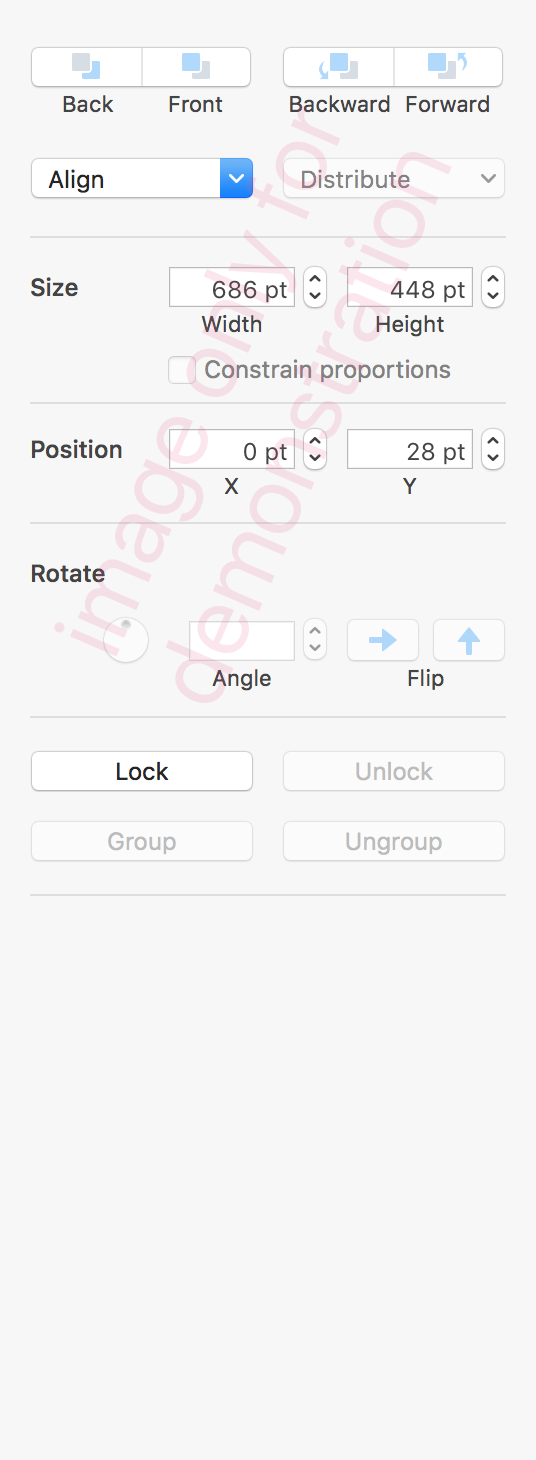 Back Front Backward Forward
Align Distribute
Size 686 pt 448 pt
Width Height
Constrain proportions
Position 0 pt 28 pt
X Y
Rotate
Angle Flip
Lock Unlock
Group Ungroup
image only for
demonstration